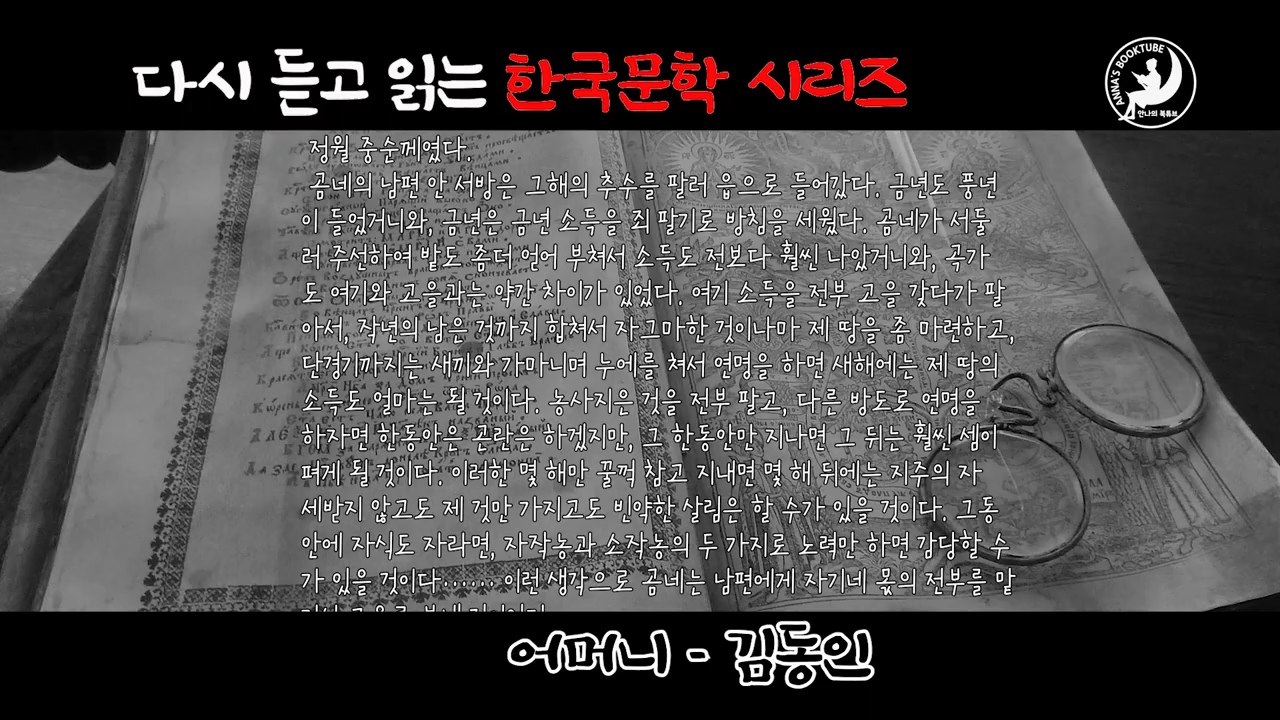 다시 듣고 읽는 한국문학 시리즈
ANNA'S BOOKTUBE
안나의 북튜브
정월 중순께였다.
곰네의 남편 안 서방은 그해의 추수를 팔러 읍으로 들어갔다. 금년도 풍년
이 들었거니와, 금년은 금년 소득을 죄 팔기로 방침을 세웠다. 곰네가 서둘
러 주선하여 밭도 좀더 얻어 부쳐서 소득도 전보다 훨씬 나았거니와, 곡가
도 여기와 고을과는 약간 차이가 있었다. 여기 소득을 전부 고을 갖다가 팔
아서, 작년의 남은 것까지 합쳐서 자그마한 것이나마 제 땅을 좀 마련하고,
단경기까지는 새끼와 가마니며 누에를 쳐서 연명을 하면 새해에는 제 땅의
소득도 얼마는 될 것이다. 농사지은 것을 전부 팔고, 다른 방도로 연명을
하자면 한동안은 곤란은 하겠지만, 그 한동안만 지나면 그 뒤는 훨씬 셈이
펴게 될 것이다. 이러한 몇 해만 꿀꺽 참고 지내면 몇 해 뒤에는 지주의 자
세받지 않고도 제 것만 가지고도 빈약한 살림은 할 수가 있을 것이다. 그동
안에 자식도 자라면, 자작농과 소작농의 두 가지로 노력만 하면 감당할 수
가 있을 것이다…… 이런 생각으로 곰네는 남편에게 자기네 몫의 전부를 맡
어머니 - 김동인